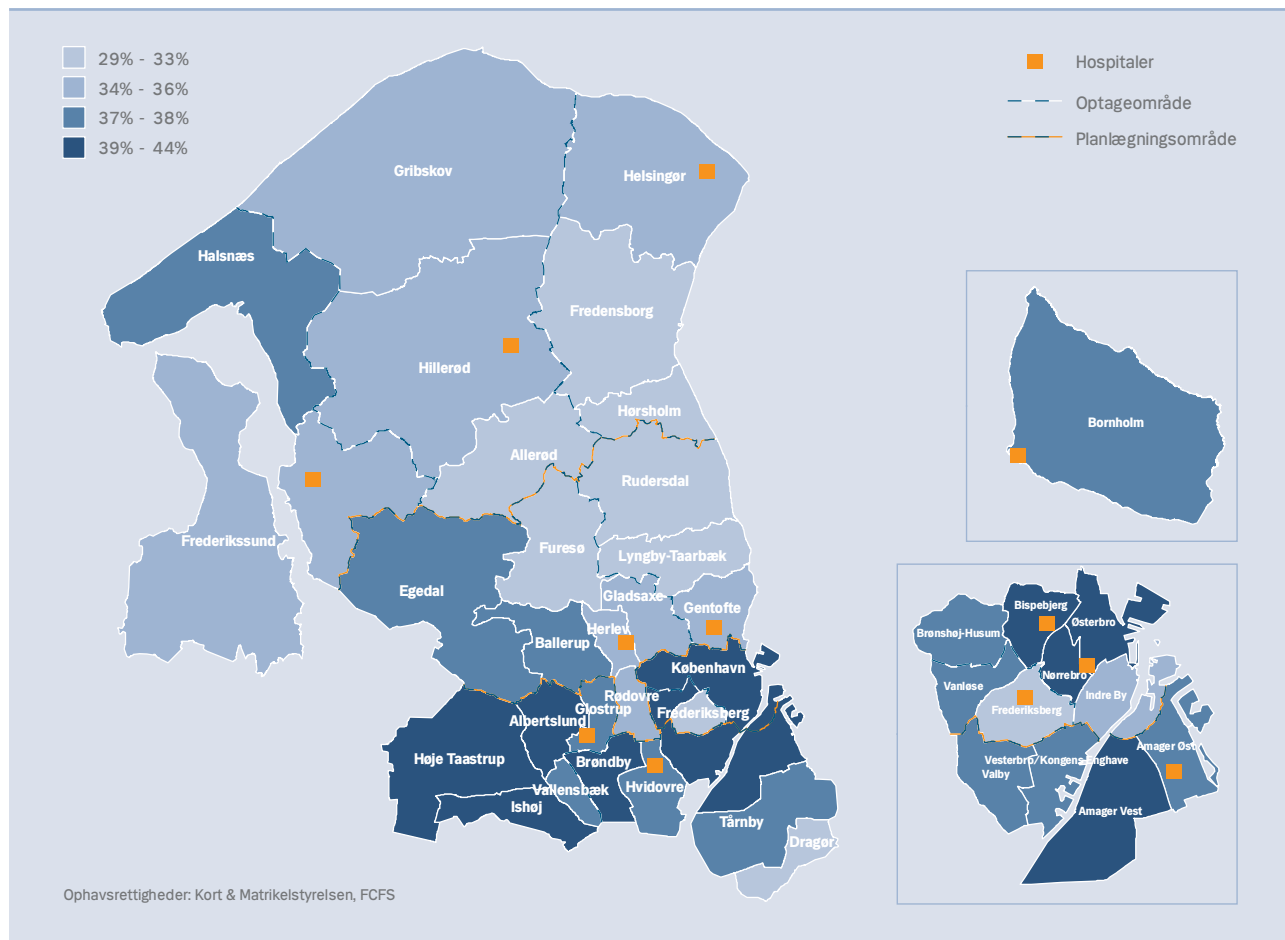 29% - 33%
34% - 36%
37% - 38%
39% - 44%
Hospitaler
Optageområde
Planlægningsområde
Gribskov
Helsingør
Halsnæs
Fredensborg
Hillerød
Hørsholm
Allerød
Rudersdal
Frederikssund
Furesø
Lyngby-Taarbæk
Egedal
Gladsaxe
Gentofte
Herlev
Ballerup
København
Rødovre
Glostrup
Frederiksberg
Albertslund
Høje Taastrup
Brøndby
Vallensbæk
Hvidovre
Ishøj
Tårnby
Dragør
Bornholm
Bispebjerg
Østerbro
Brønshøj-Husum
Nørrebro
Vanløse
Indre By
Frederiksberg
Amager Øst
Vesterbro/Kongens Enghave
Valby
Amager Vest
Ophavsrettigheder: Kort & Matrikelstyrelsen, FCFS